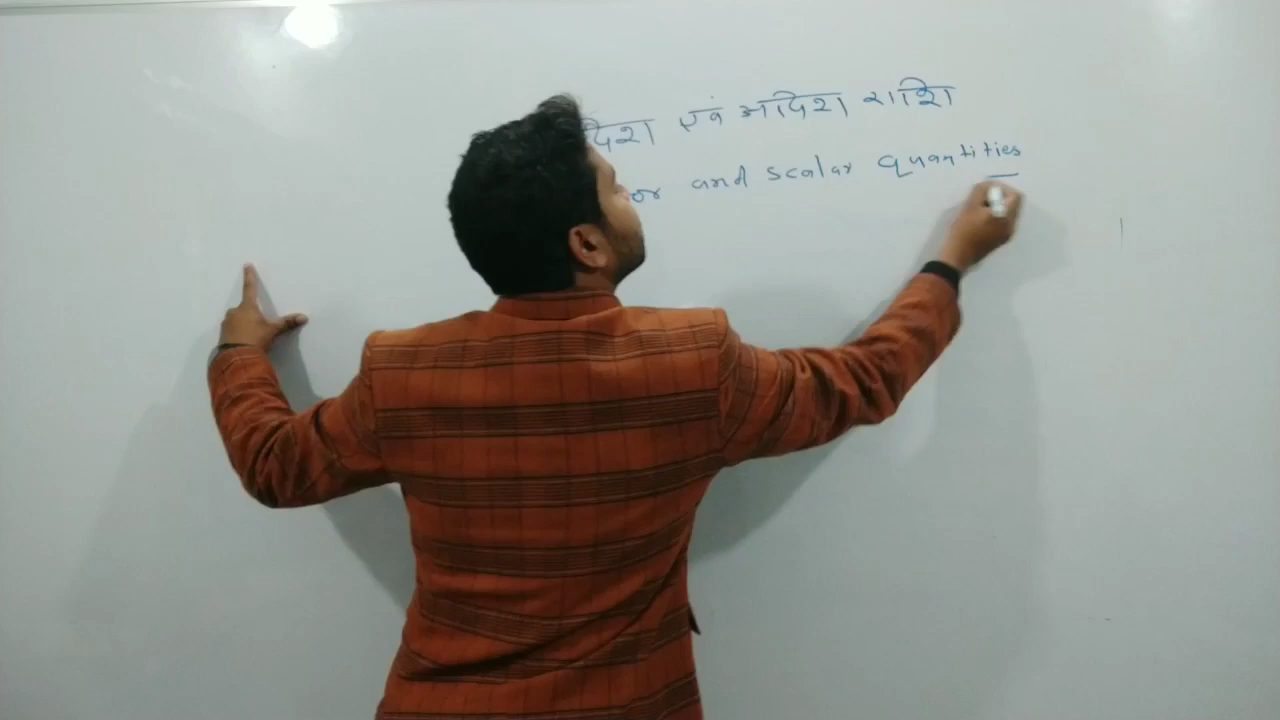 दिश एवं अदिश राशि
or and scalar quantities